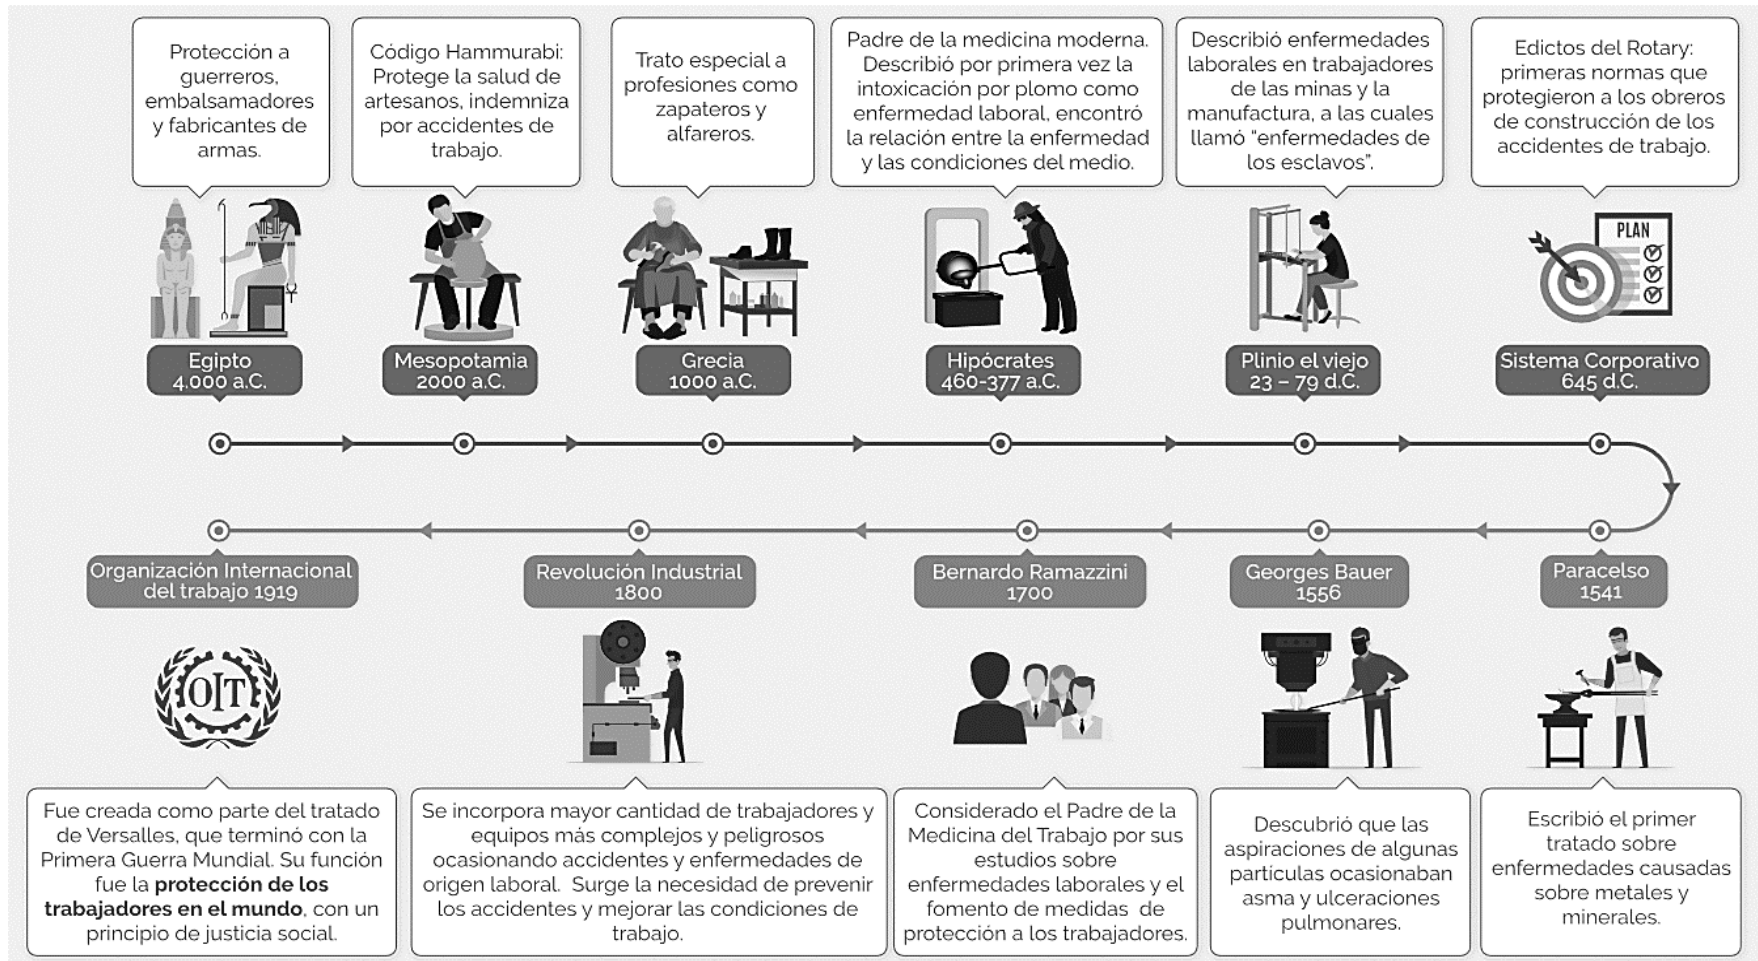 Protección a
guerreros,
embalsamadores
y fabricantes de
armas.
Código Hammurabi:
Protege la salud de
artesanos, indemniza
por accidentes de
trabajo.
Trato especial a
profesiones como
zapateros y
alfareros.
Padre de la medicina moderna.
Describió por primera vez la
intoxicación por plomo como
enfermedad laboral, encontró
la relación entre la enfermedad
y las condiciones del medio.
Describió enfermedades
laborales en trabajadores
de las minas y la
manufactura, a las cuales
llamó “enfermedades de
los esclavos”.
Edictos del Rotary:
primeras normas que
protegieron a los obreros
de construcción de los
accidentes de trabajo.
PLAN
Egipto
4.000 a.C.
Mesopotamia
2000 a.C.
Grecia
1000 a.C.
Hipócrates
460-377 a.C.
Plinio el viejo
23 – 79 d.C.
Sistema Corporativo
645 d.C.
Organización Internacional
del trabajo 1919
Revolución Industrial
1800
Bernardo Ramazzini
1700
Georges Bauer
1556
Paracelso
1541
OIT
Fue creada como parte del tratado
de Versalles, que terminó con la
Primera Guerra Mundial. Su función
fue la protección de los
trabajadores en el mundo, con un
principio de justicia social.
Se incorpora mayor cantidad de trabajadores y
equipos más complejos y peligrosos
ocasionando accidentes y enfermedades de
origen laboral. Surge la necesidad de prevenir
los accidentes y mejorar las condiciones de
trabajo.
Considerado el Padre de la
Medicina del Trabajo por sus
estudios sobre
enfermedades laborales y el
fomento de medidas de
protección a los trabajadores.
Descubrió que las
aspiraciones de algunas
partículas ocasionaban
asma y ulceraciones
pulmonares.
Escribió el primer
tratado sobre
enfermedades causadas
sobre metales y
minerales.